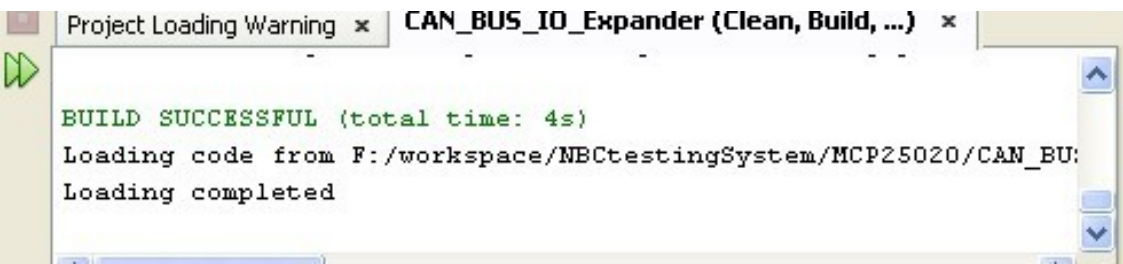 Project Loading Warning x CAN_BUS_IO_Expander (Clean, Build, ...) x
BUILD SUCCESSFUL (total time: 4s)
Loading code from F:/workspace/NBCtestingSystem/MCP25020/CAN_BU
Loading completed